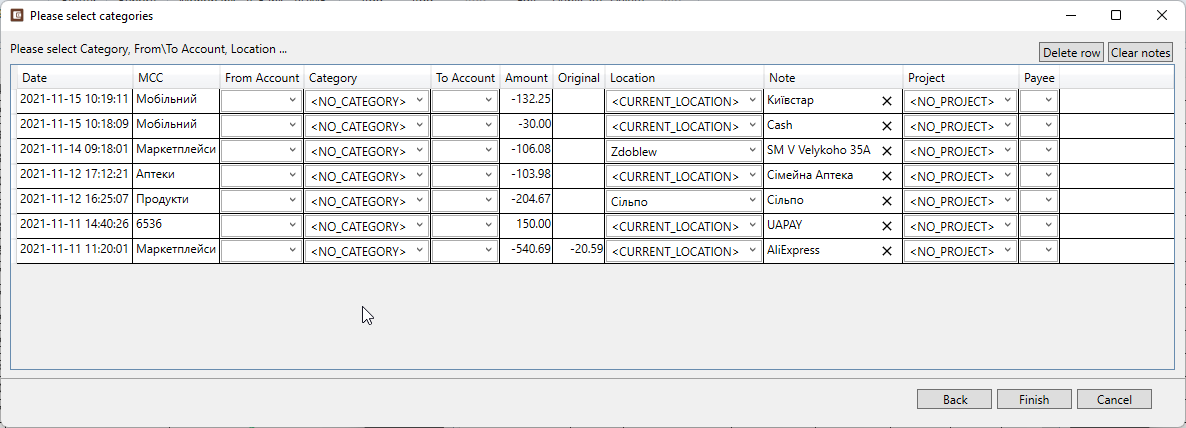 Please select categories
Please select Category, From\To Account, Location ...
Delete row Clear notes
Date MCC From Account Category To Account Amount Original Location Note Project Payee
2021-11-15 10:19:11 Мобільний <NO_CATEGORY> -132.25 <CURRENT_LOCATION> Київстар <NO_PROJECT>
2021-11-15 10:18:09 Мобільний <NO_CATEGORY> -30.00 <CURRENT_LOCATION> Cash <NO_PROJECT>
2021-11-14 09:18:01 Маркетплейси <NO_CATEGORY> -106.08 Zdoblew SM V Velykoho 35A <NO_PROJECT>
2021-11-12 17:12:21 Аптеки <NO_CATEGORY> -103.98 <CURRENT_LOCATION> Сімейна Аптека <NO_PROJECT>
2021-11-12 16:25:07 Продукти <NO_CATEGORY> -204.67 Сільпо Сільпо <NO_PROJECT>
2021-11-11 14:40:26 6536 <NO_CATEGORY> 150.00 <CURRENT_LOCATION> UAPAY <NO_PROJECT>
2021-11-11 11:20:01 Маркетплейси <NO_CATEGORY> -540.69 -20.59 <CURRENT_LOCATION> AliExpress <NO_PROJECT>
Back Finish Cancel